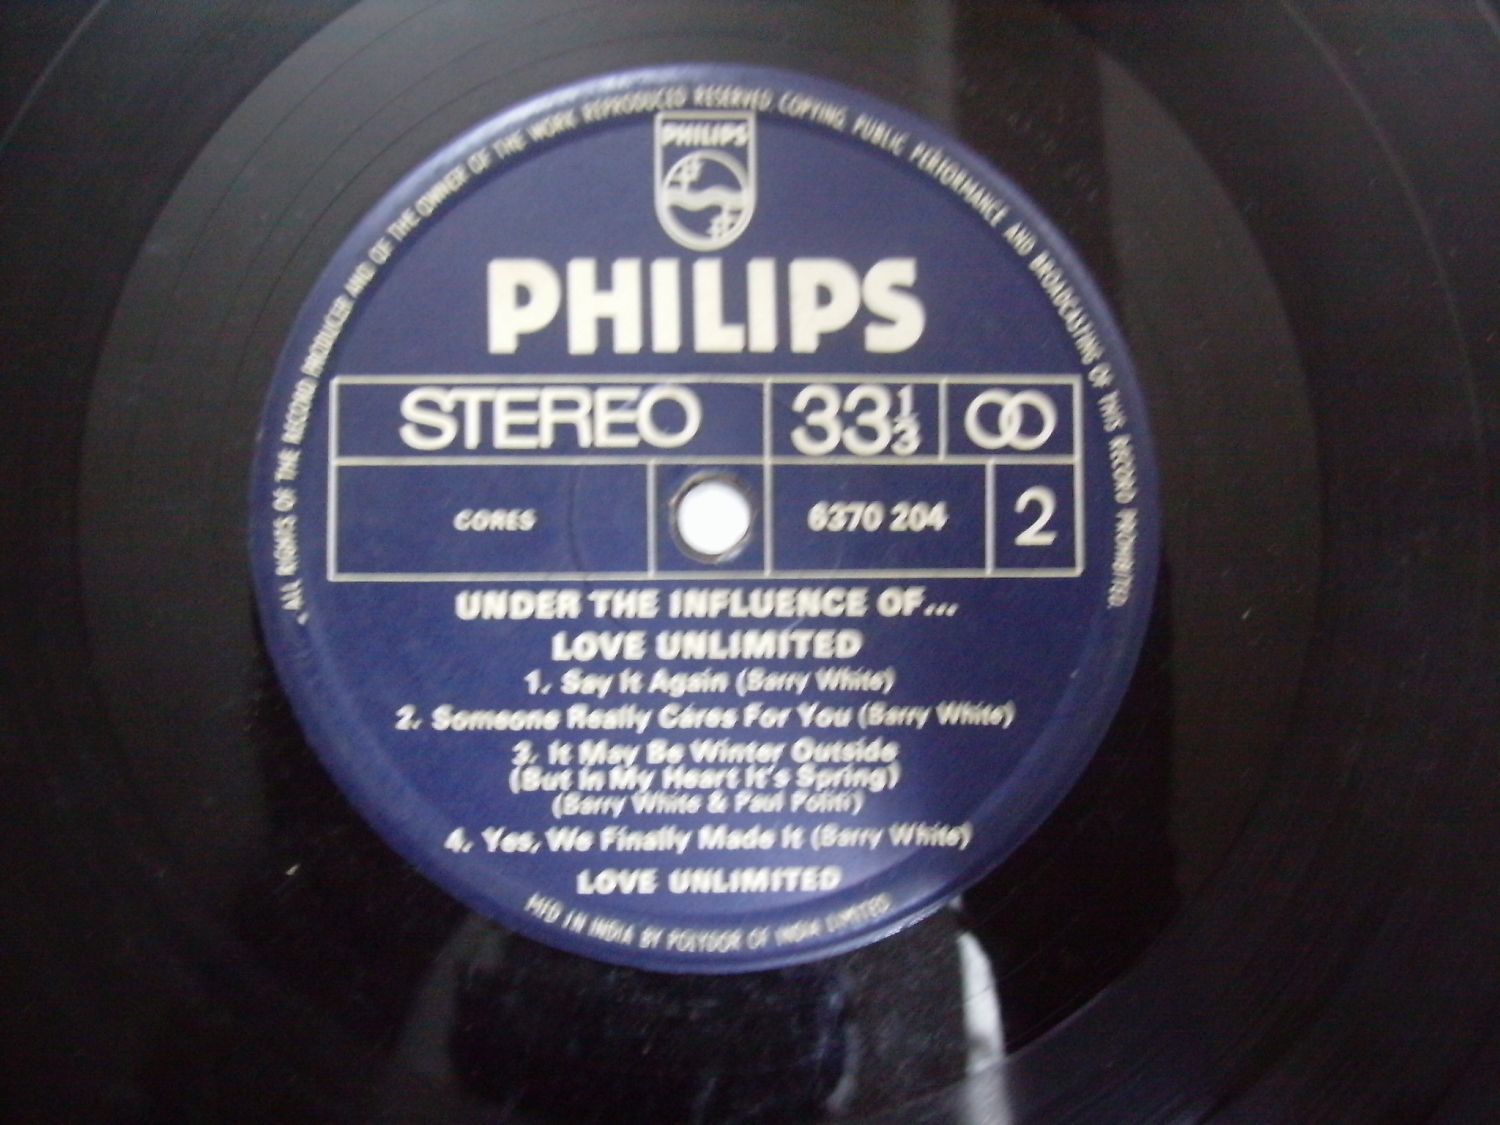 ALL RIGHTS OF THE RECORD PRODUCER AND OF THE OWNER OF THE WORK REPRODUCED RESERVED. COPYING, PUBLIC PERFORMANCE AND BROADCASTING OF THIS RECORD PROHIBITED.
PHILIPS
PHILIPS
STEREO 33 1/3
CORES 6370 204 2
UNDER THE INFLUENCE OF...
LOVE UNLIMITED
1. Say It Again (Barry White)
2. Someone Really Cares For You (Barry White)
3. It May Be Winter Outside
(But In My Heart It's Spring)
(Barry White & Paul Politi)
4. Yes, We Finally Made It (Barry White)
LOVE UNLIMITED
MFD IN INDIA BY POLYDOR OF INDIA LIMITED